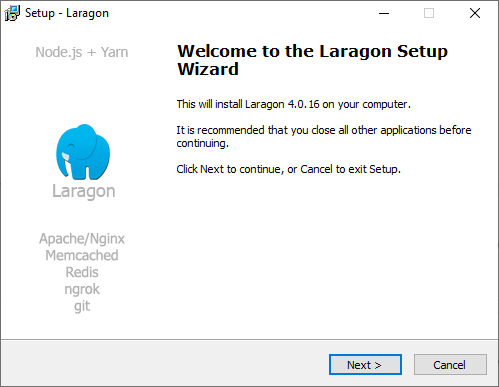 Setup - Laragon
Node.js + Yarn
Laragon
Apache/Nginx
Memcached
Redis
ngrok
git
Welcome to the Laragon Setup
Wizard
This will install Laragon 4.0.16 on your computer.
It is recommended that you close all other applications before
continuing.
Click Next to continue, or Cancel to exit Setup.
Next >
Cancel